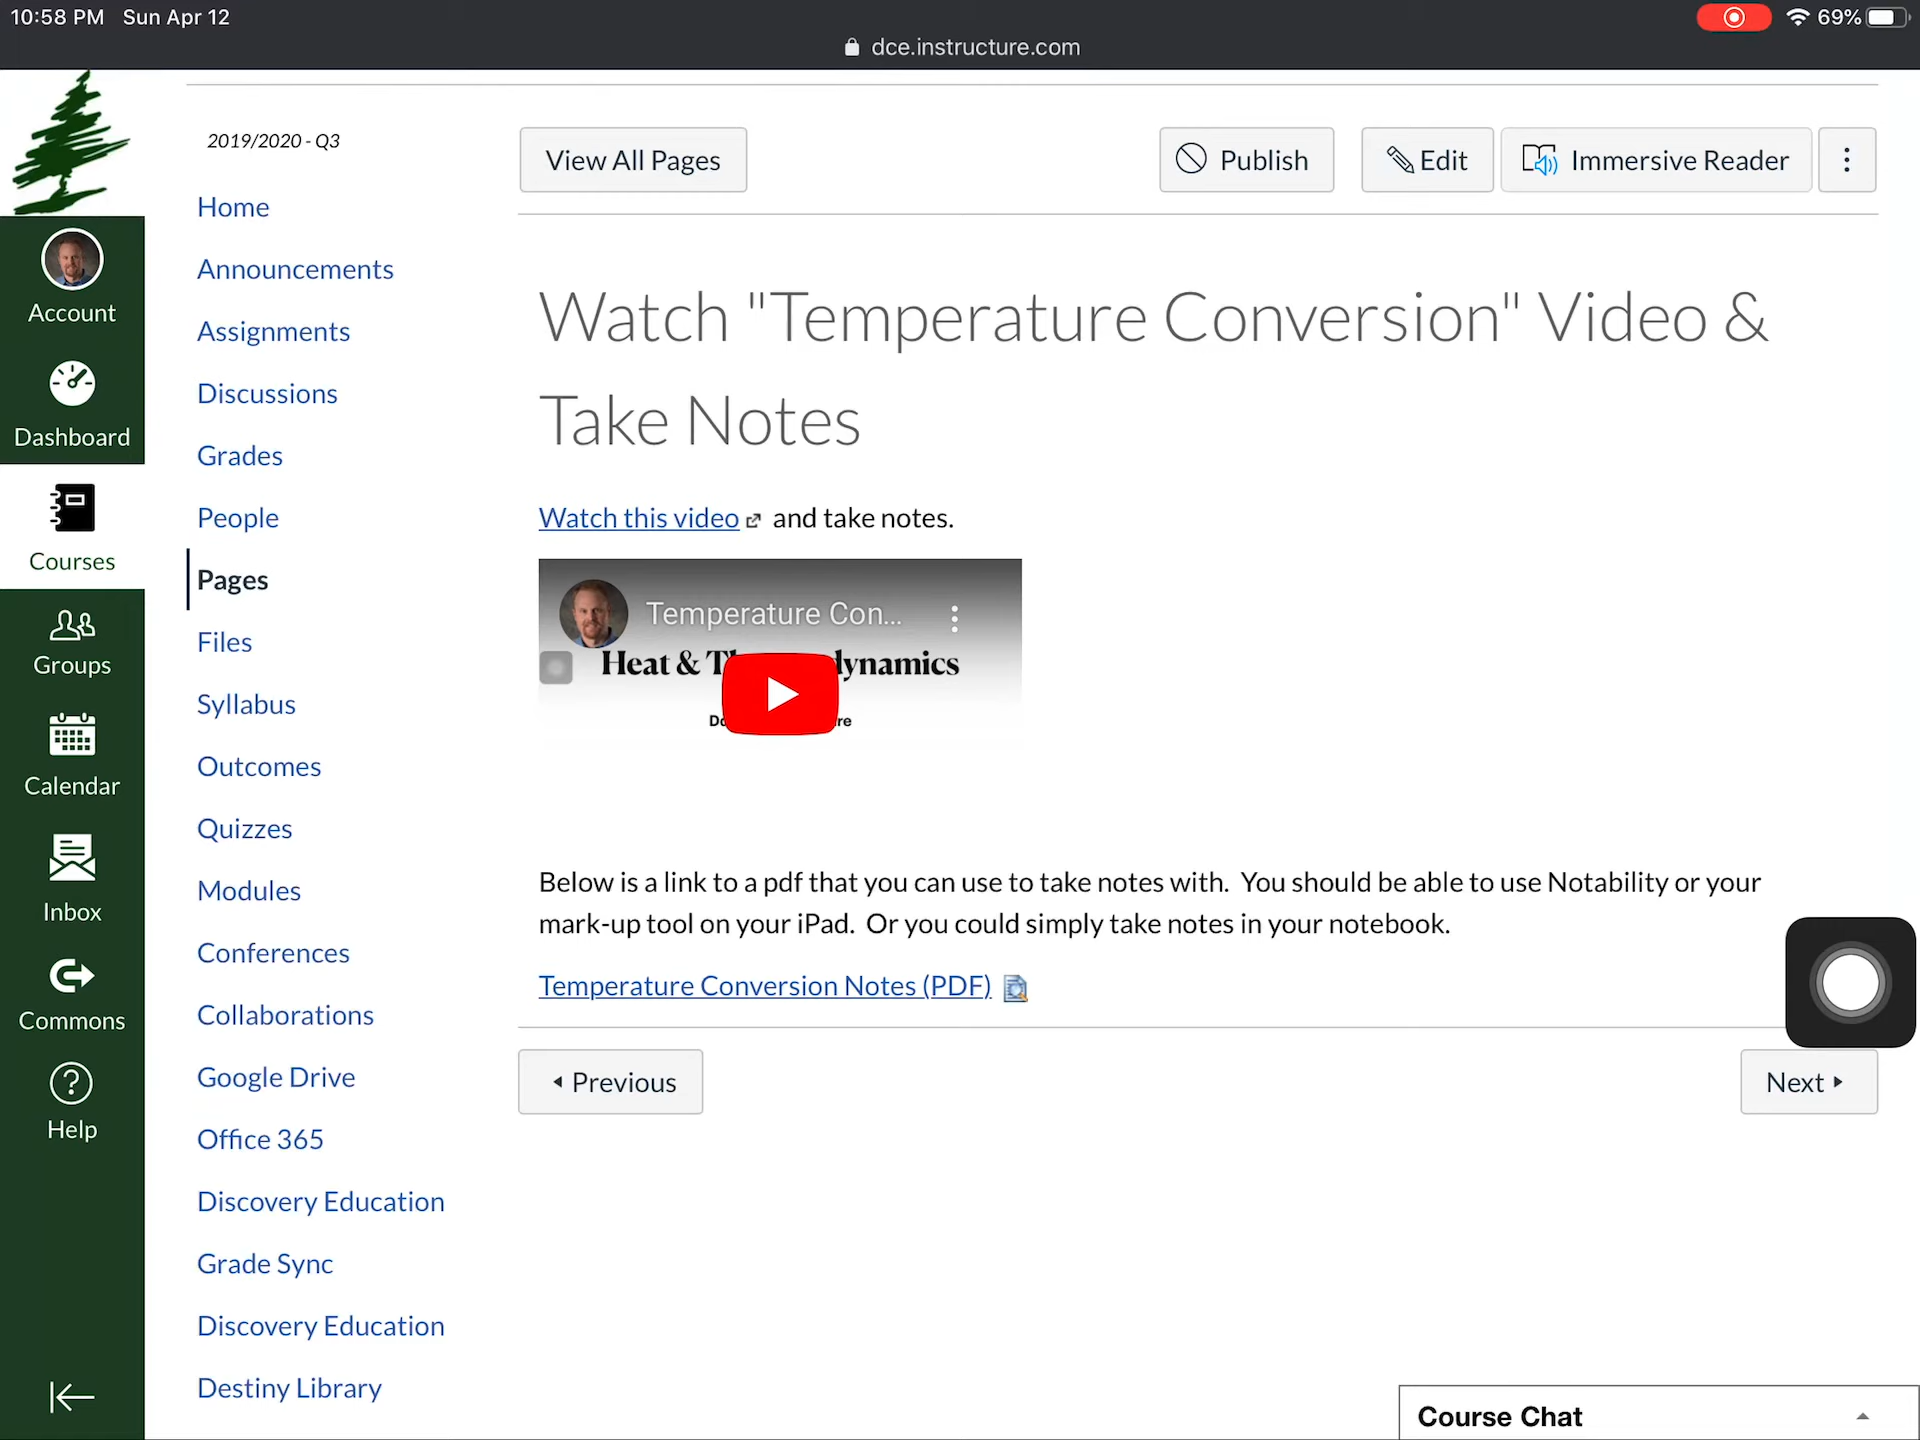 10:58 PM Sun Apr 12
69%
dce.instructure.com
2019/2020 - Q3
Account
Dashboard
Courses
Groups
Calendar
Inbox
Commons
Help
Home
Announcements
Assignments
Discussions
Grades
People
Pages
Files
Syllabus
Outcomes
Quizzes
Modules
Conferences
Collaborations
Google Drive
Office 365
Discovery Education
Grade Sync
Discovery Education
Destiny Library
View All Pages
Publish
Edit
Immersive Reader
Watch "Temperature Conversion" Video &
Take Notes
Watch this video and take notes.
Temperature Con...
Heat &
Below is a link to a pdf that you can use to take notes with. You should be able to use Notability or your
mark-up tool on your iPad. Or you could simply take notes in your notebook.
Temperature Conversion Notes (PDF)
Previous
Next
Course Chat